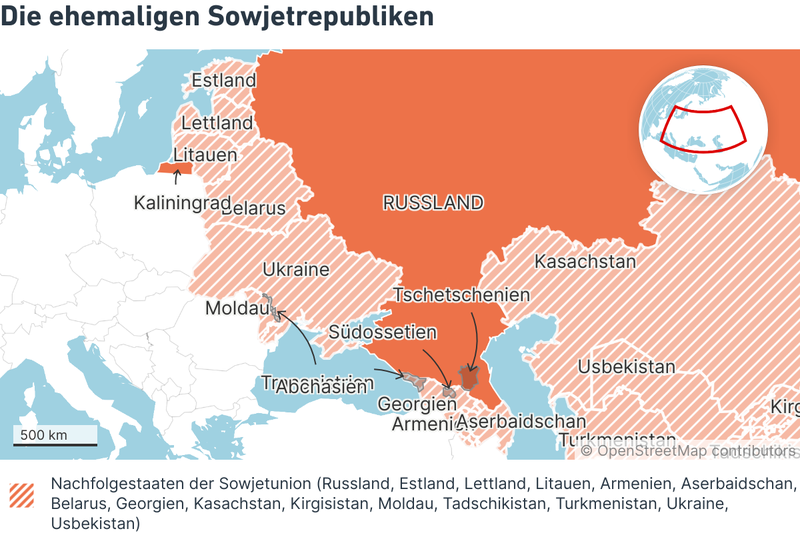 Die ehemaligen Sowjetrepubliken
Estland
Lettland
Litauen
Kaliningrad
Belarus
RUSSLAND
Ukraine
Kasachstan
Moldau
Tschetschenien
Südossetien
Abchasien
Usbekistan
Georgien
Armenien
Aserbaidschan
Kirg
Turkmenistan
Tadschikis
500 km
© OpenStreetMap contributors
Nachfolgestaaten der Sowjetunion (Russland, Estland, Lettland, Litauen, Armenien, Aserbaidschan,
Belarus, Georgien, Kasachstan, Kirgisistan, Moldau, Tadschikistan, Turkmenistan, Ukraine,
Usbekistan)